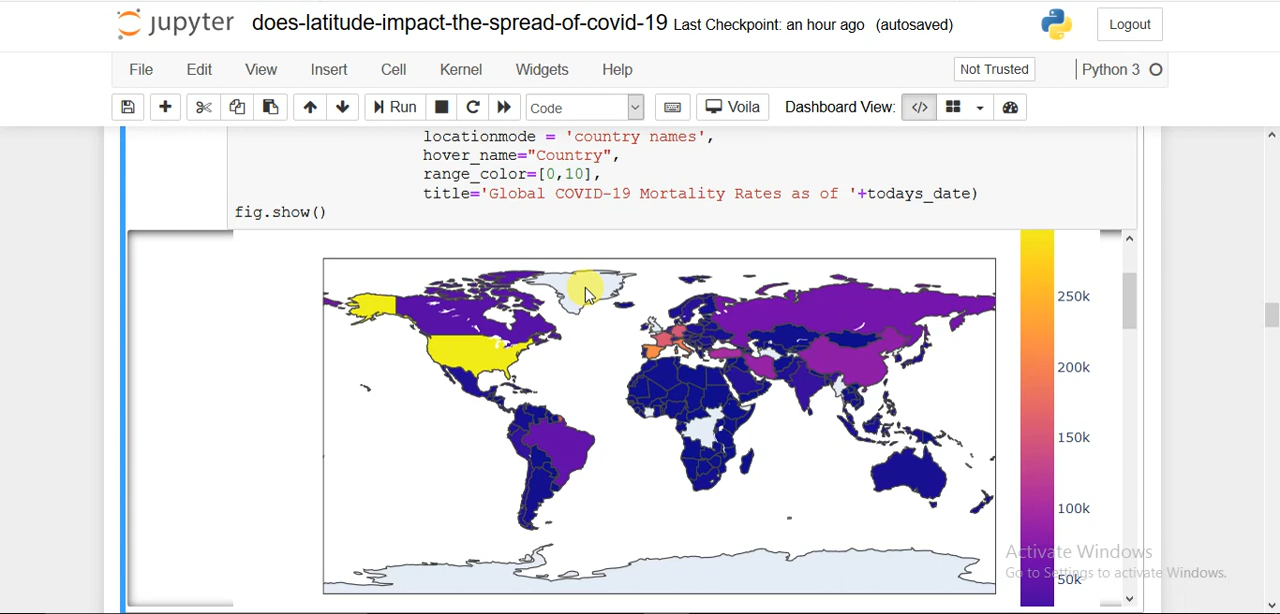 jupyter does-latitude-impact-the-spread-of-covid-19 Last Checkpoint: an hour ago (autosaved) Logout
File Edit View Insert Cell Kernel Widgets Help Not Trusted Python 3
Run Code Voila Dashboard View:
locationmode = 'country names',
hover_name="Country",
range_color=[0,10],
title='Global COVID-19 Mortality Rates as of '+todays_date)
fig.show()
250k
200k
150k
100k
50k
Activate Windows
Go to Settings to activate Windows.